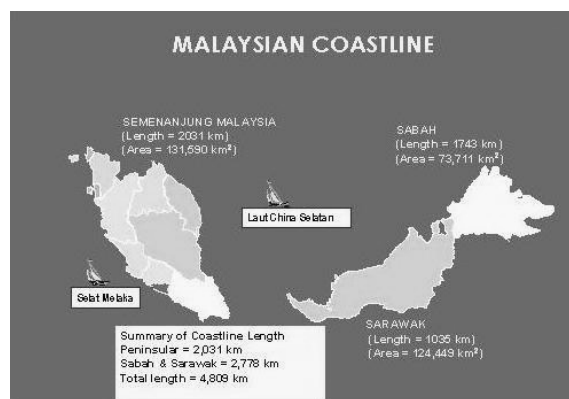 MALAYSIAN COASTLINE
SEMENANJUNG MALAYSIA
(Length = 2031 km)
(Area = 131,590 km²)
SABAH
(Length = 1743 km)
(Area = 73,711 km²)
Laut China Selatan
Selat Melaka
SARAWAK
(Length = 1035 km)
(Area = 124,449 km²)
Summary of Coastline Length
Peninsular = 2,031 km
Sabah & Sarawak = 2,778 km
Total length = 4,809 km